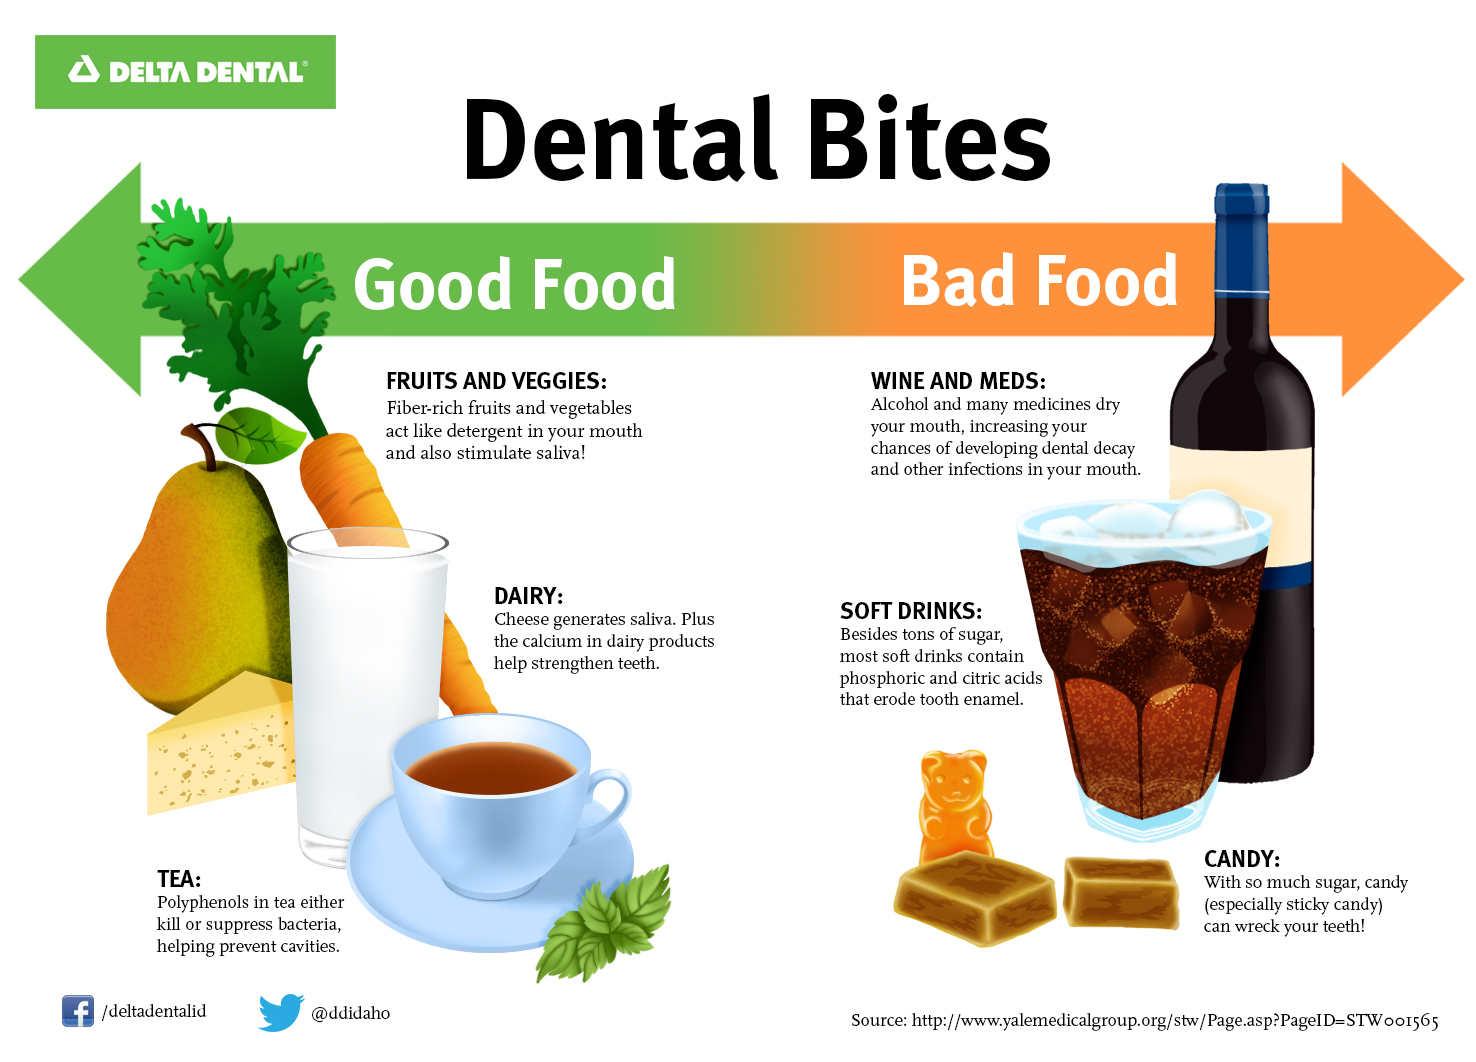 DELTA DENTAL®
Dental Bites
Good Food
Bad Food
FRUITS AND VEGGIES:
Fiber-rich fruits and vegetables
act like detergent in your mouth
and also stimulate saliva!
DAIRY:
Cheese generates saliva. Plus
the calcium in dairy products
help strengthen teeth.
TEA:
Polyphenols in tea either
kill or suppress bacteria,
helping prevent cavities.
WINE AND MEDS:
Alcohol and many medicines dry
your mouth, increasing your
chances of developing dental decay
and other infections in your mouth.
SOFT DRINKS:
Besides tons of sugar,
most soft drinks contain
phosphoric and citric acids
that erode tooth enamel.
CANDY:
With so much sugar, candy
(especially sticky candy)
can wreck your teeth!
/deltadentalid
@ddidaho
Source: http://www.yalemedicalgroup.org/stw/Page.asp?PageID=STW001565